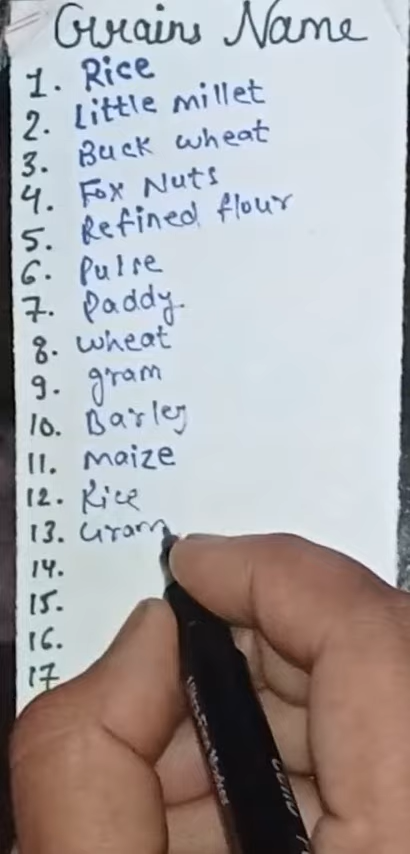 Grains Name
1. Rice
2. Little millet
3. Buck wheat
4. Fox Nuts
5. Refined flour
6. Pulse
7. Paddy
8. wheat
9. gram
10. Barley
11. Maize
12. Rice
13. Gram
14.
15.
16.
17